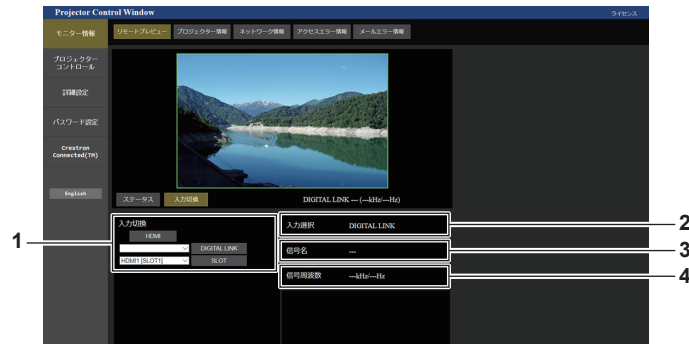 Projector Control Window
ライセンス
モニター情報
リモートプレビュー プロジェクター情報 ネットワーク情報 アクセスエラー情報 メールエラー情報
プロジェクター
コントロール
詳細設定
パスワード設定
Crestron
Connected(TM)
English
ステータス 入力切換 DIGITAL LINK --- (---kHz/---Hz)
1
入力切換
HDMI
DIGITAL LINK
HDMI1 [SLOT1] SLOT
入力選択 DIGITAL LINK
2
信号名 ---
3
信号周波数 ---kHz/---Hz
4